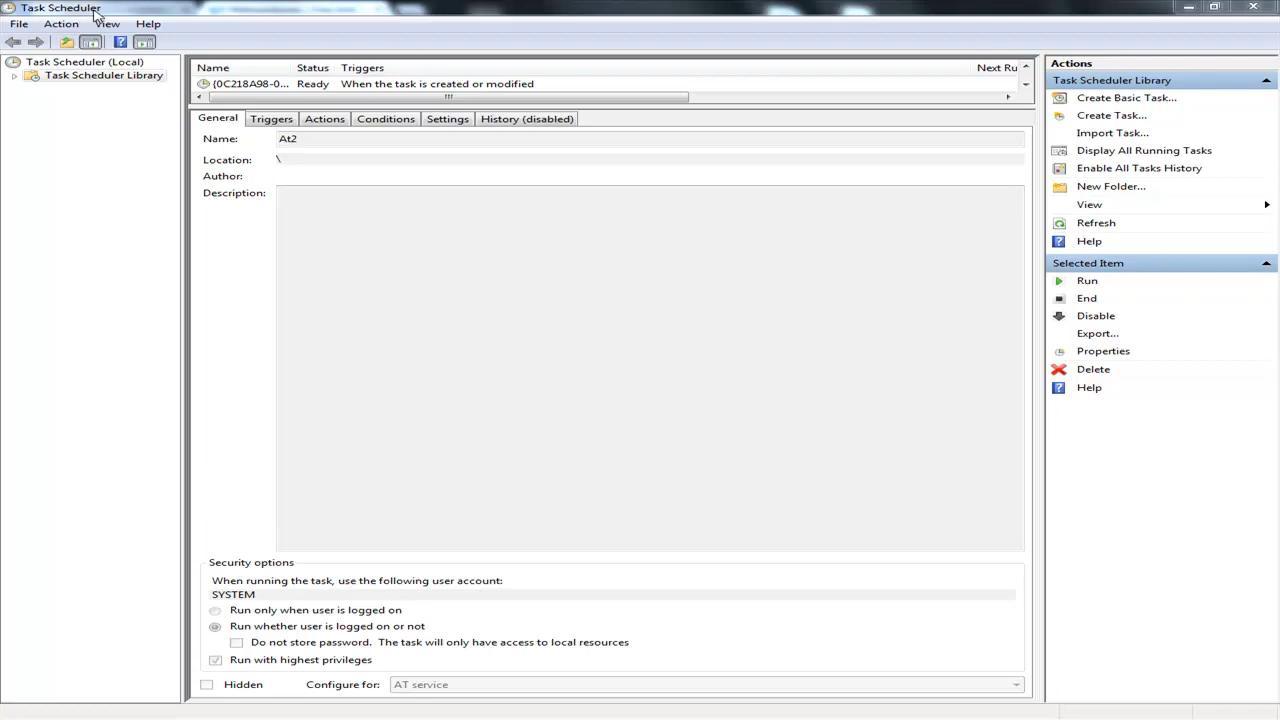 Task Scheduler
File Action View Help
Task Scheduler (Local)
Task Scheduler Library
Name Status Triggers Next Ru
{0C218A98-0... Ready When the task is created or modified
General Triggers Actions Conditions Settings History (disabled)
Name: At2
Location: \
Author:
Description:
Security options
When running the task, use the following user account:
SYSTEM
Run only when user is logged on
Run whether user is logged on or not
Do not store password. The task will only have access to local resources
Run with highest privileges
Hidden Configure for: AT service
Actions
Task Scheduler Library
Create Basic Task...
Create Task...
Import Task...
Display All Running Tasks
Enable All Tasks History
New Folder...
View
Refresh
Help
Selected Item
Run
End
Disable
Export...
Properties
Delete
Help